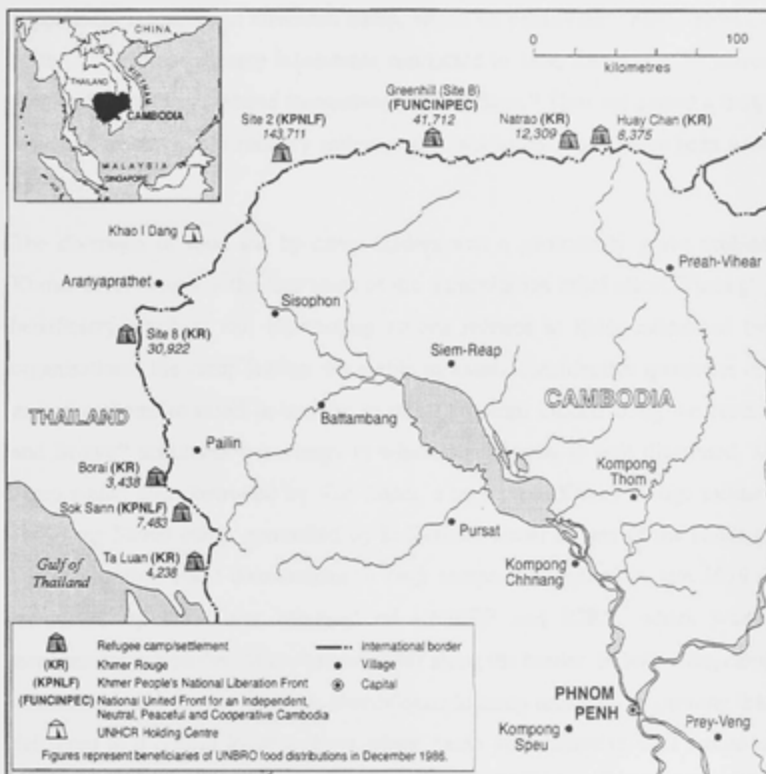 CHINA
LAOS
THAILAND
VIETNAM
CAMBODIA
MALAYSIA
SINGAPORE
0 100
kilometres
Greenhill (Site B)
(FUNCINPEC)
41,712
Site 2 (KPNLF)
143,711
Natrao (KR)
12,309
Huay Chan (KR)
8,375
Khao I Dang
Aranyaprathet
Preah-Vihear
Sisophon
Site 8 (KR)
30,922
Siem-Reap
THAILAND
CAMBODIA
Battambang
Pailin
Kompong
Thom
Borai (KR)
3,438
Sok Sann (KPNLF)
7,483
Pursat
Ta Luan (KR)
4,238
Gulf of
Thailand
Kompong
Chhnang
Refugee camp/settlement
(KR) Khmer Rouge
(KPNLF) Khmer People's National Liberation Front
(FUNCINPEC) National United Front for an Independent,
Neutral, Peaceful and Cooperative Cambodia
UNHCR Holding Centre
International border
Village
Capital
Figures represent beneficiaries of UNBRO food distributions in December 1986.
PHNOM
PENH
Kompong
Speu
Prey-Veng